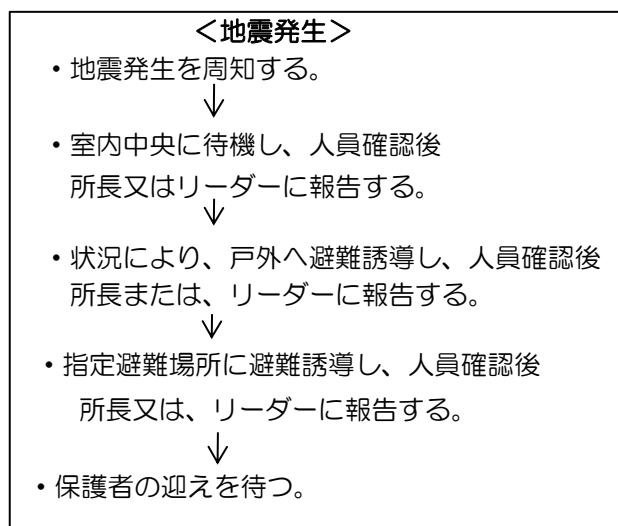 ＜地震発生＞
・地震発生を周知する。
↓
・室内中央に待機し、人員確認後
所長又はリーダーに報告する。
↓
・状況により、戸外へ避難誘導し、人員確認後
所長または、リーダーに報告する。
↓
・指定避難場所に避難誘導し、人員確認後
所長又は、リーダーに報告する。
↓
・保護者の迎えを待つ。